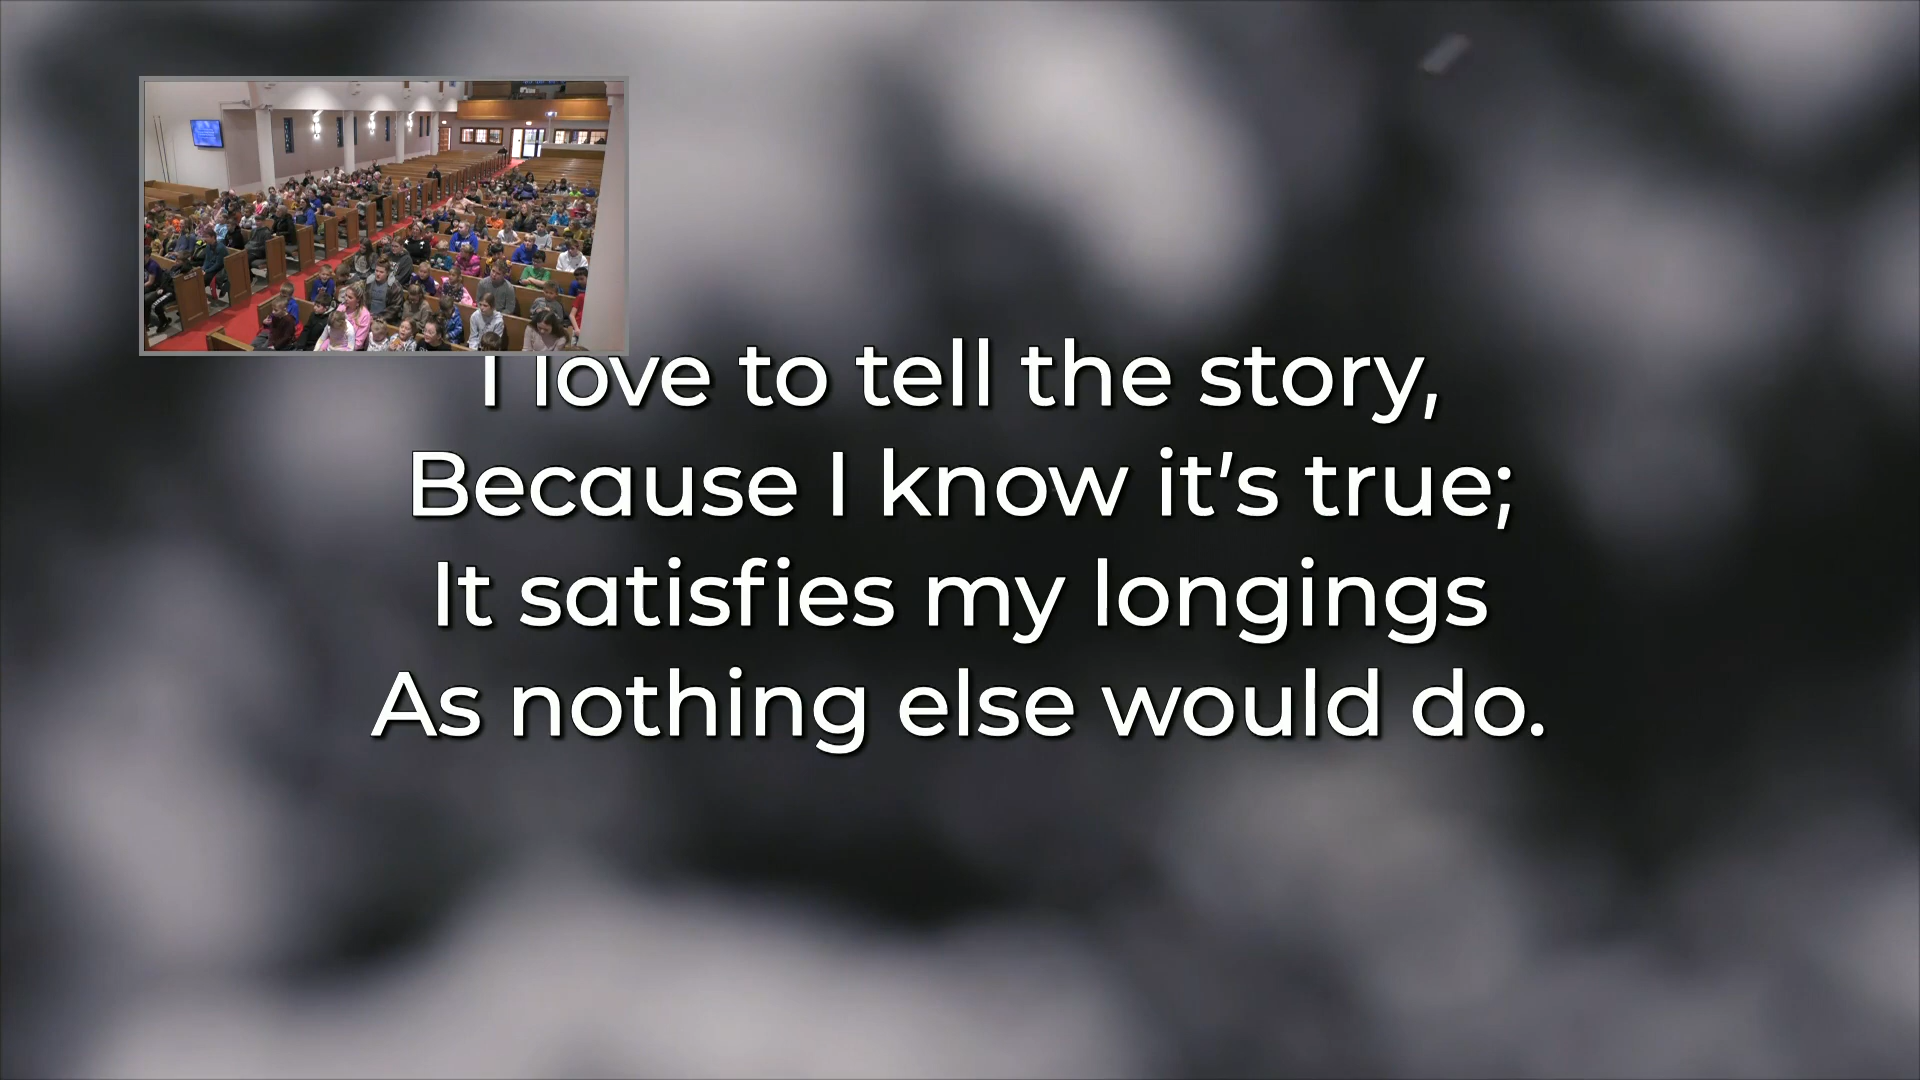 I love to tell the story,
Because I know it’s true;
It satisfies my longings
As nothing else would do.